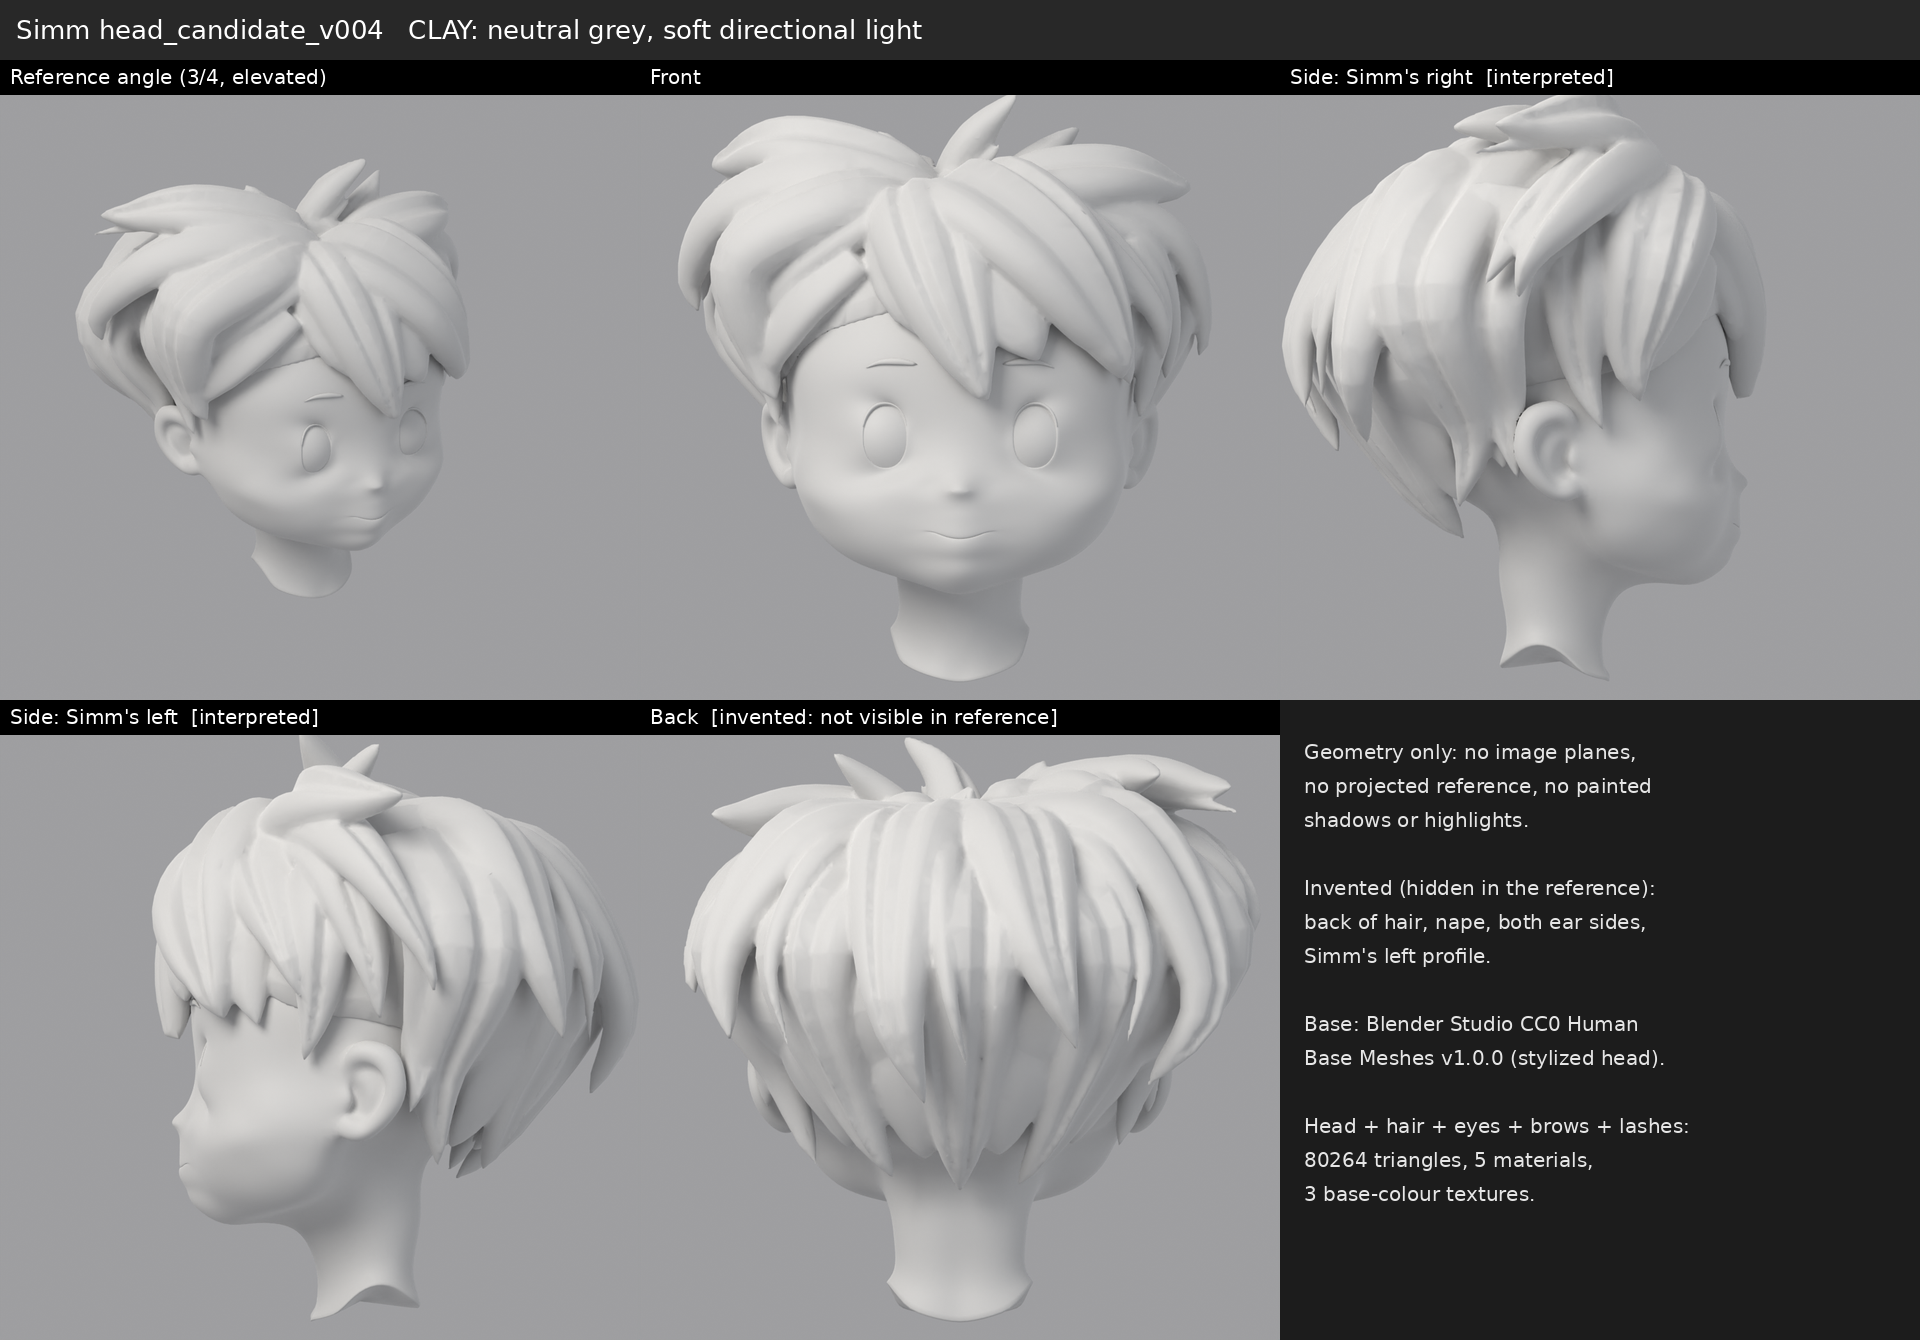 Simm head_candidate_v004   CLAY: neutral grey, soft directional light
Reference angle (3/4, elevated)
Front
Side: Simm's right  [interpreted]
Side: Simm's left  [interpreted]
Back  [invented: not visible in reference]
Geometry only: no image planes,
no projected reference, no painted
shadows or highlights.
Invented (hidden in the reference):
back of hair, nape, both ear sides,
Simm's left profile.
Base: Blender Studio CC0 Human
Base Meshes v1.0.0 (stylized head).
Head + hair + eyes + brows + lashes:
80264 triangles, 5 materials,
3 base-colour textures.